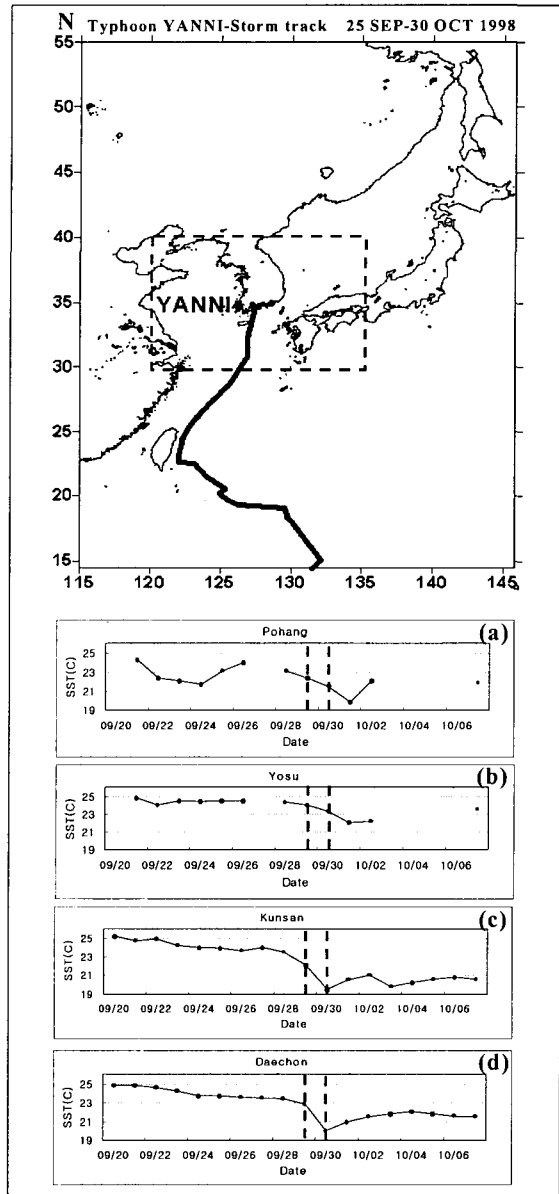 N Typhoon YANNI-Storm track 25 SEP-30 OCT 1998
55
50
45
40
35
30
25
20
15
YANNI
115 120 125 130 135 140 145
Pohang (a)
SST(C)
23
21
19
09/20 09/22 09/24 09/26 09/28 09/30 10/02 10/04 10/06
Date
Yosu (b)
SST(C)
25
23
21
19
09/20 09/22 09/24 09/26 09/28 09/30 10/02 10/04 10/06
Date
Kunsan (c)
SST(C)
25
23
21
19
09/20 09/22 09/24 09/26 09/28 09/30 10/02 10/04 10/06
Date
Daechon (d)
SST(C)
25
23
21
19
09/20 09/22 09/24 09/26 09/28 09/30 10/02 10/04 10/06
Date